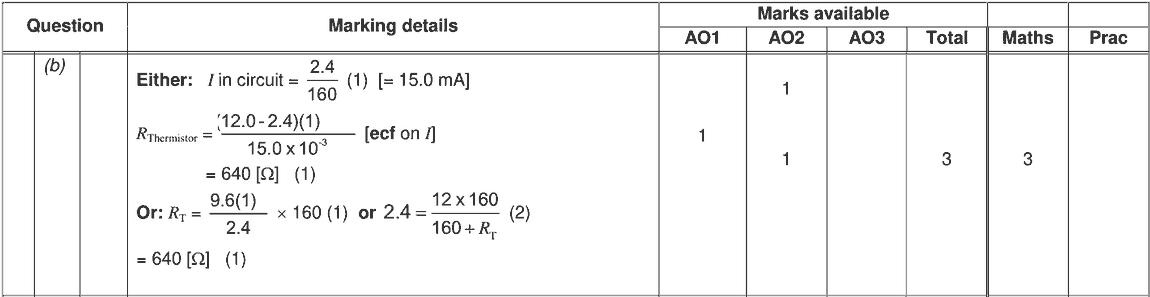 Question Marking details Marks available
AO1 AO2 AO3 Total Maths Prac
(b) Either: I in circuit = 2.4/160 (1) [= 15.0 mA] 1
R_Thermistor = (12.0 - 2.4)(1)/15.0 x 10^-3 [ecf on I] 1
= 640 [Ω] (1) 1 3 3
Or: R_T = 9.6(1)/2.4 × 160 (1) or 2.4 = 12 x 160/160 + R_T (2)
= 640 [Ω] (1)